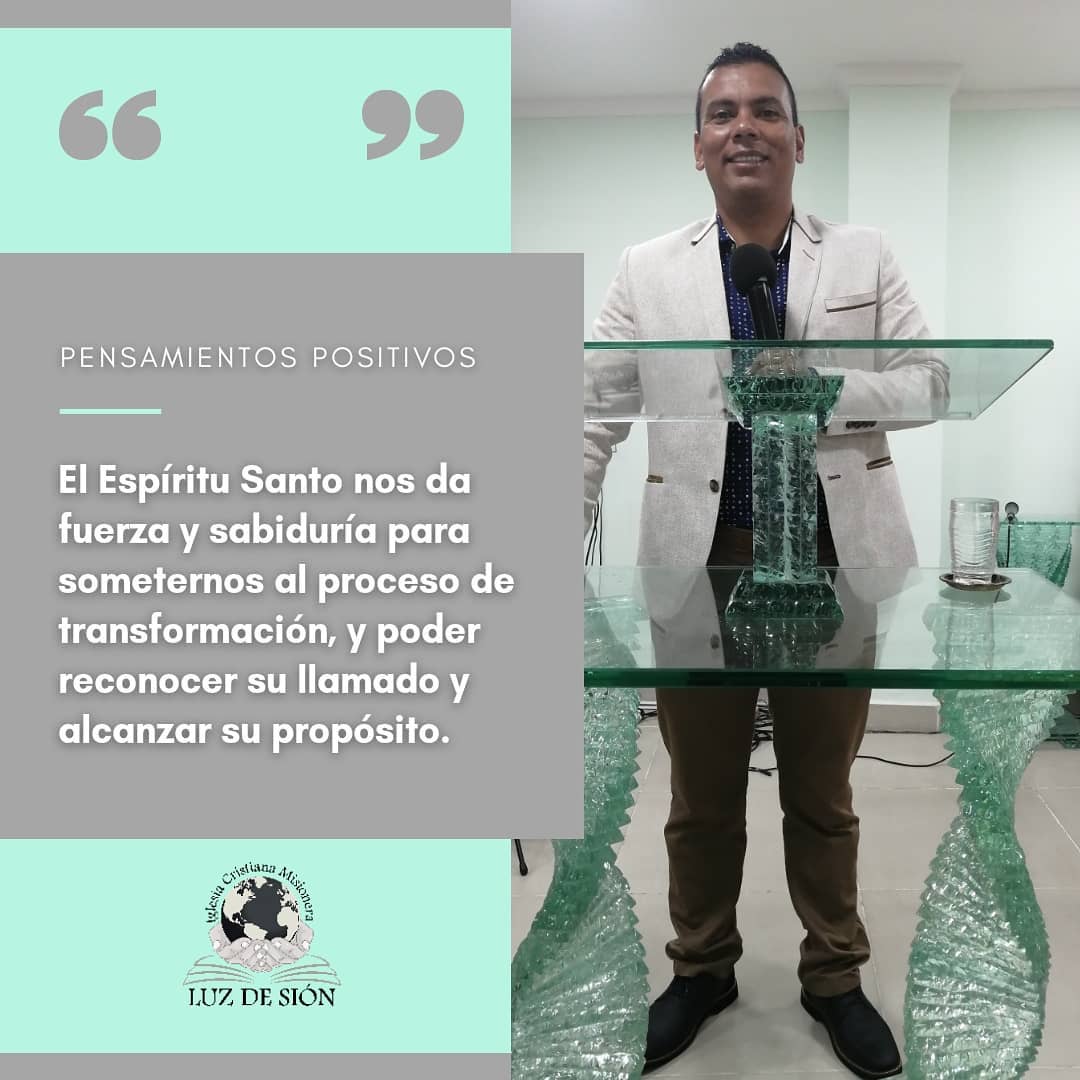 “ ”
PENSAMIENTOS POSITIVOS
El Espíritu Santo nos da
fuerza y sabiduría para
someternos al proceso de
transformación, y poder
reconocer su llamado y
alcanzar su propósito.
Iglesia Cristiana Misionera
LUZ DE SIÓN